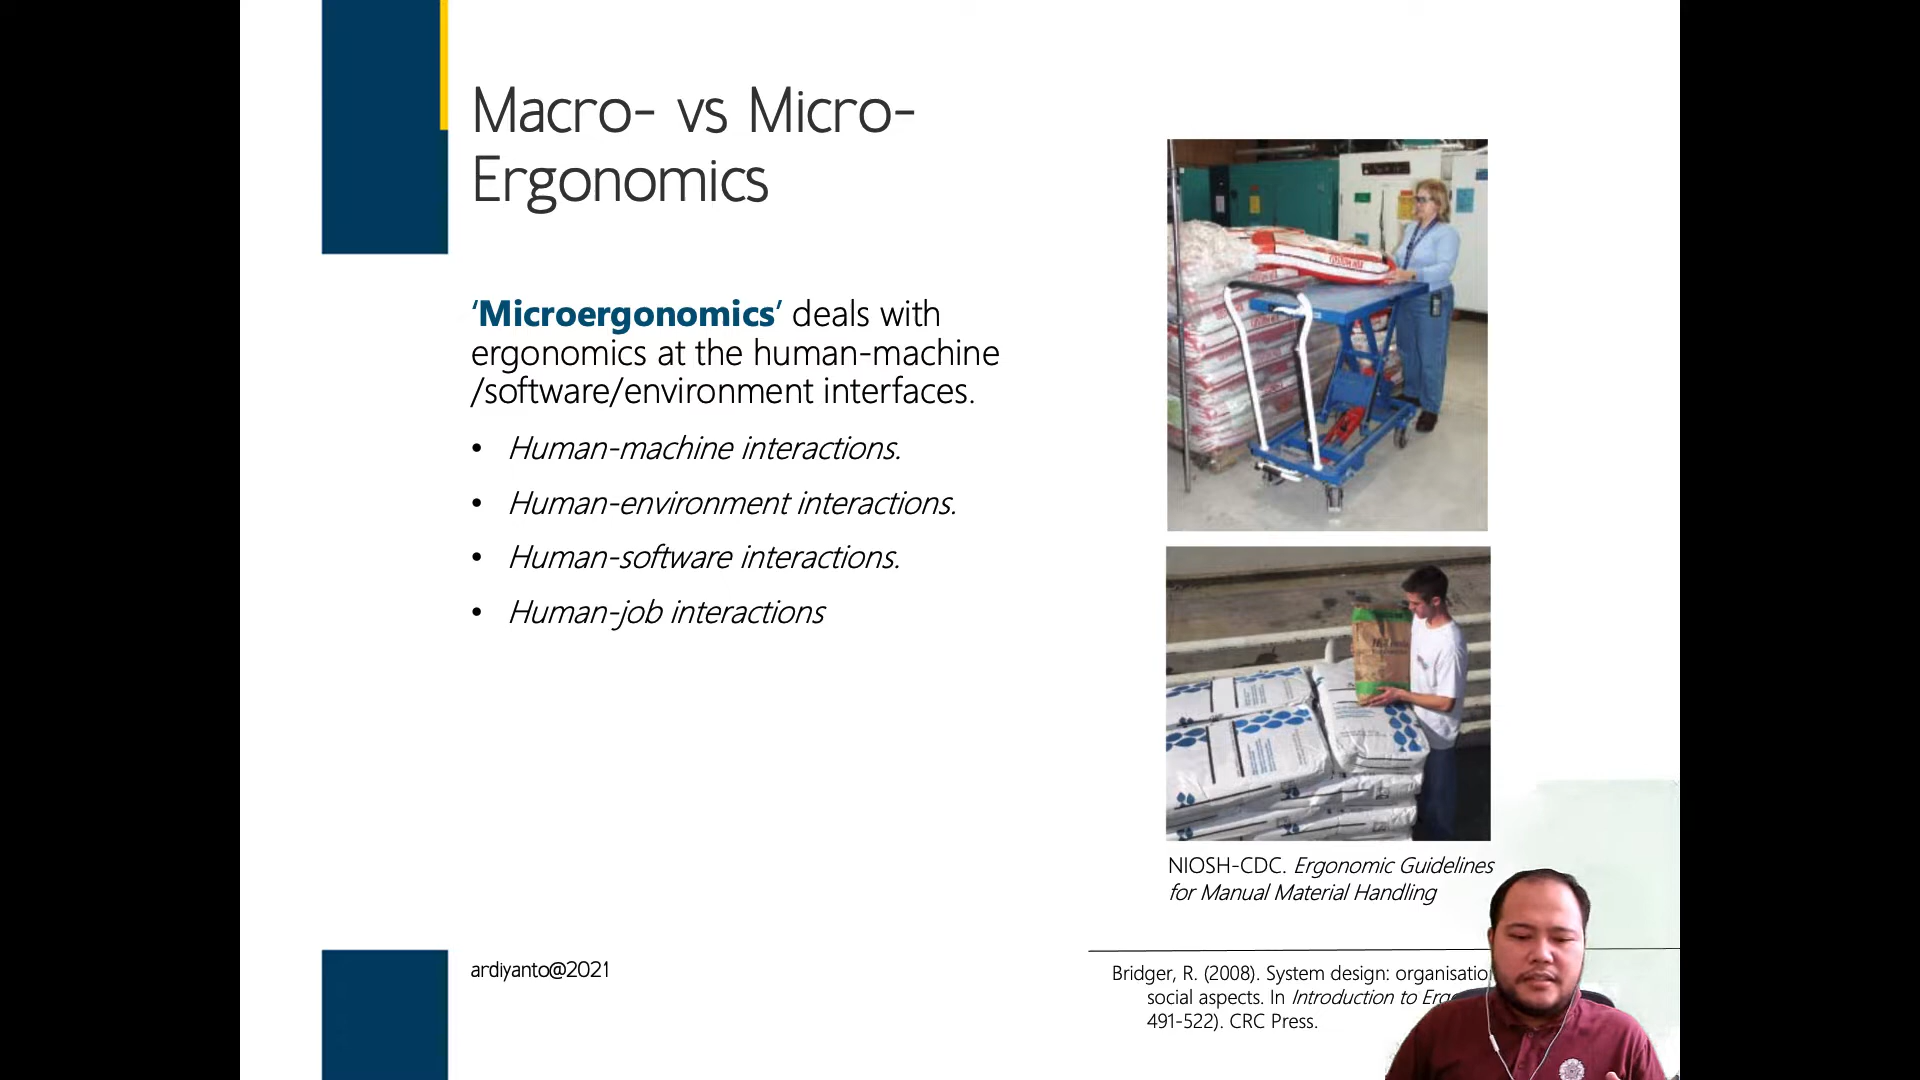 Macro- vs Micro-
Ergonomics
‘Microergonomics’ deals with
ergonomics at the human-machine
/software/environment interfaces.
• Human-machine interactions.
• Human-environment interactions.
• Human-software interactions.
• Human-job interactions
NIOSH-CDC. Ergonomic Guidelines
for Manual Material Handling
ardiyanto@2021
Bridger, R. (2008). System design: organisatio
social aspects. In Introduction to
491-522). CRC Press.